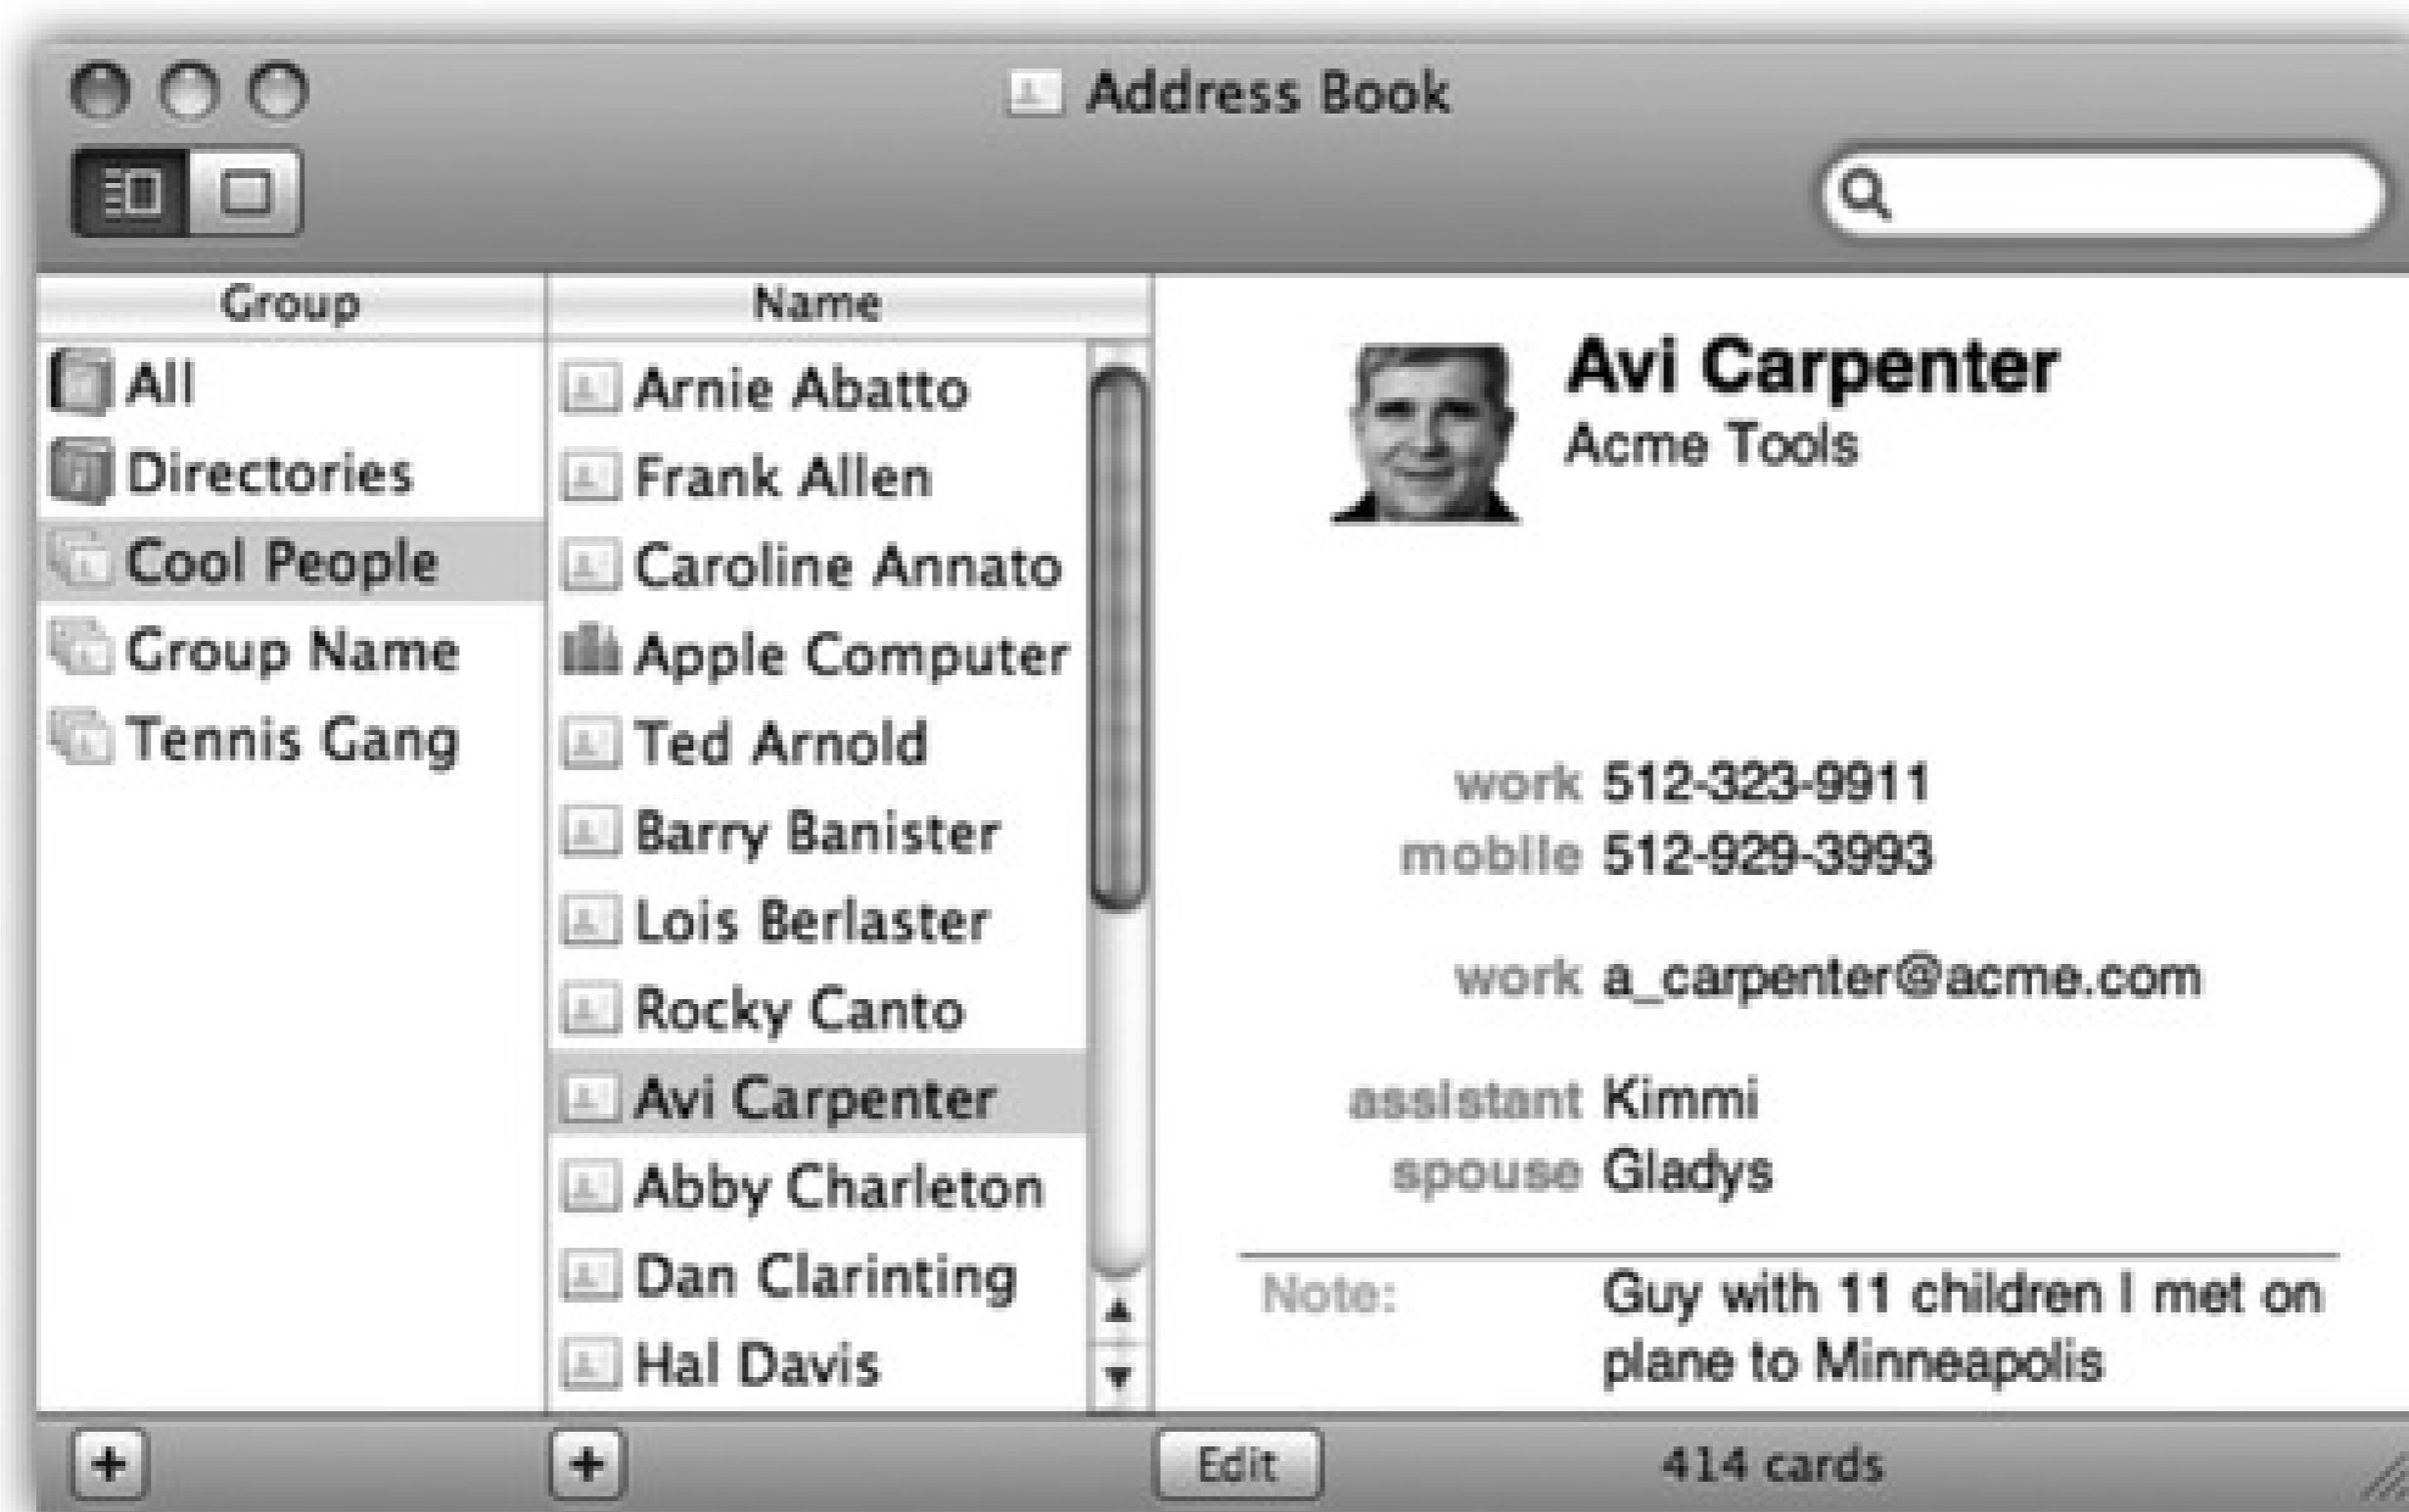 Address Book
Group
All
Directories
Cool People
Group Name
Tennis Gang
Name
Arnie Abatto
Frank Allen
Caroline Annato
Apple Computer
Ted Arnold
Barry Banister
Lois Berlaster
Rocky Canto
Avi Carpenter
Abby Charleton
Dan Clarinting
Hal Davis
Avi Carpenter
Acme Tools
work 512-323-9911
mobile 512-929-3993
work a_carpenter@acme.com
assistant Kimmi
spouse Gladys
Note: Guy with 11 children I met on
plane to Minneapolis
+ + Edit 414 cards